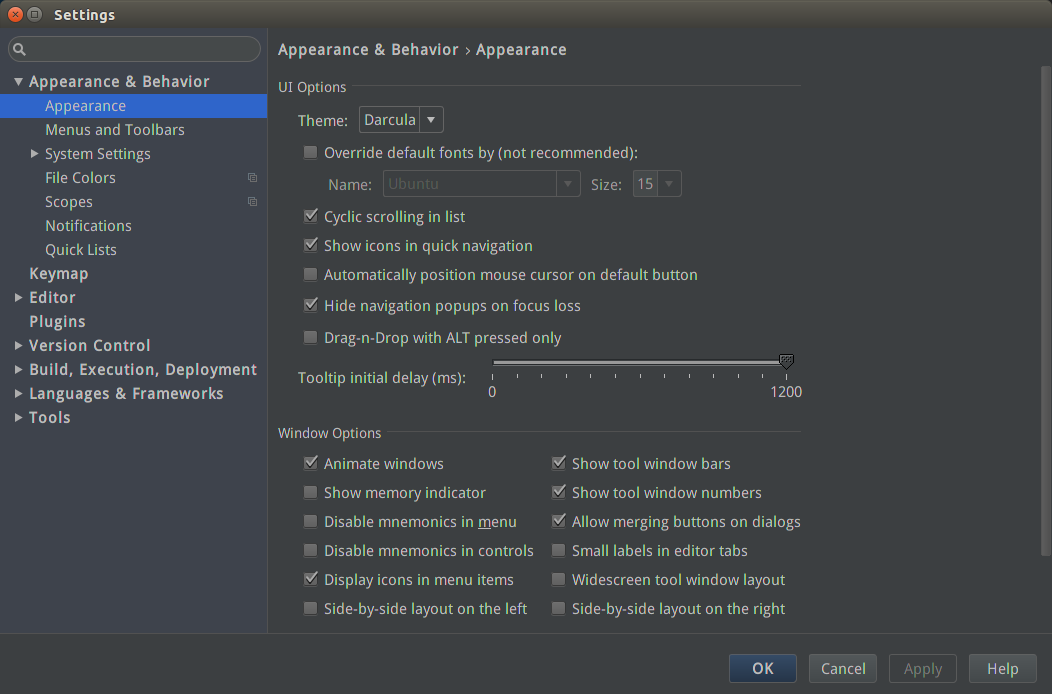 Settings
Appearance & Behavior
Appearance
Menus and Toolbars
System Settings
File Colors
Scopes
Notifications
Quick Lists
Keymap
Editor
Plugins
Version Control
Build, Execution, Deployment
Languages & Frameworks
Tools
Appearance & Behavior › Appearance
UI Options
Theme: Darcula
Override default fonts by (not recommended):
Name: Ubuntu Size: 15
Cyclic scrolling in list
Show icons in quick navigation
Automatically position mouse cursor on default button
Hide navigation popups on focus loss
Drag-n-Drop with ALT pressed only
Tooltip initial delay (ms):
0 1200
Window Options
Animate windows Show tool window bars
Show memory indicator Show tool window numbers
Disable mnemonics in menu Allow merging buttons on dialogs
Disable mnemonics in controls Small labels in editor tabs
Display icons in menu items Widescreen tool window layout
Side-by-side layout on the left Side-by-side layout on the right
OK Cancel Apply Help